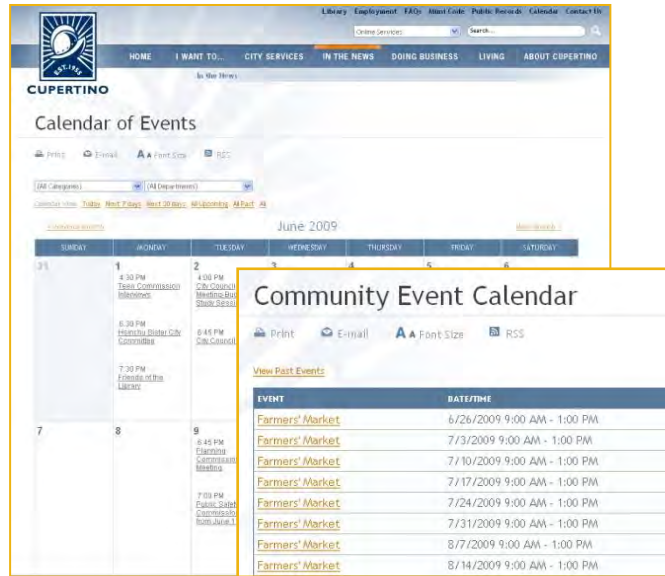 Library Employment FAQs Muni Code Public Records Calendar Contact Us
Online Services Search...
HOME I WANT TO... CITY SERVICES IN THE NEWS DOING BUSINESS LIVING ABOUT CUPERTINO
In the News
EST. 1955
CUPERTINO
Calendar of Events
Print E-mail A A Font Size RSS
(All Categories) (All Departments)
Calendar View: Today Next 7 days Next 30 days All Upcoming All Past All
June 2009
SUNDAY MONDAY TUESDAY WEDNESDAY THURSDAY FRIDAY SATURDAY
31 1 2 3 4 5 6
4:30 PM
Teen Commission
Interviews
4:00 PM
City Council
Study
6:30 PM
Sister City
Committee
6:45 PM
City Council
7:30 PM
Friends of the
Library
7 8 9
6:45 PM
Planning
Commission
Meeting
7:00 PM
Public
from June 1
Community Event Calendar
Print E-mail A A Font Size RSS
View Past Events
EVENT DATE/TIME
Farmers' Market 6/26/2009 9:00 AM - 1:00 PM
Farmers' Market 7/3/2009 9:00 AM - 1:00 PM
Farmers' Market 7/10/2009 9:00 AM - 1:00 PM
Farmers' Market 7/17/2009 9:00 AM - 1:00 PM
Farmers' Market 7/24/2009 9:00 AM - 1:00 PM
Farmers' Market 7/31/2009 9:00 AM - 1:00 PM
Farmers' Market 8/7/2009 9:00 AM - 1:00 PM
Farmers' Market 8/14/2009 9:00 AM - 1:00 PM